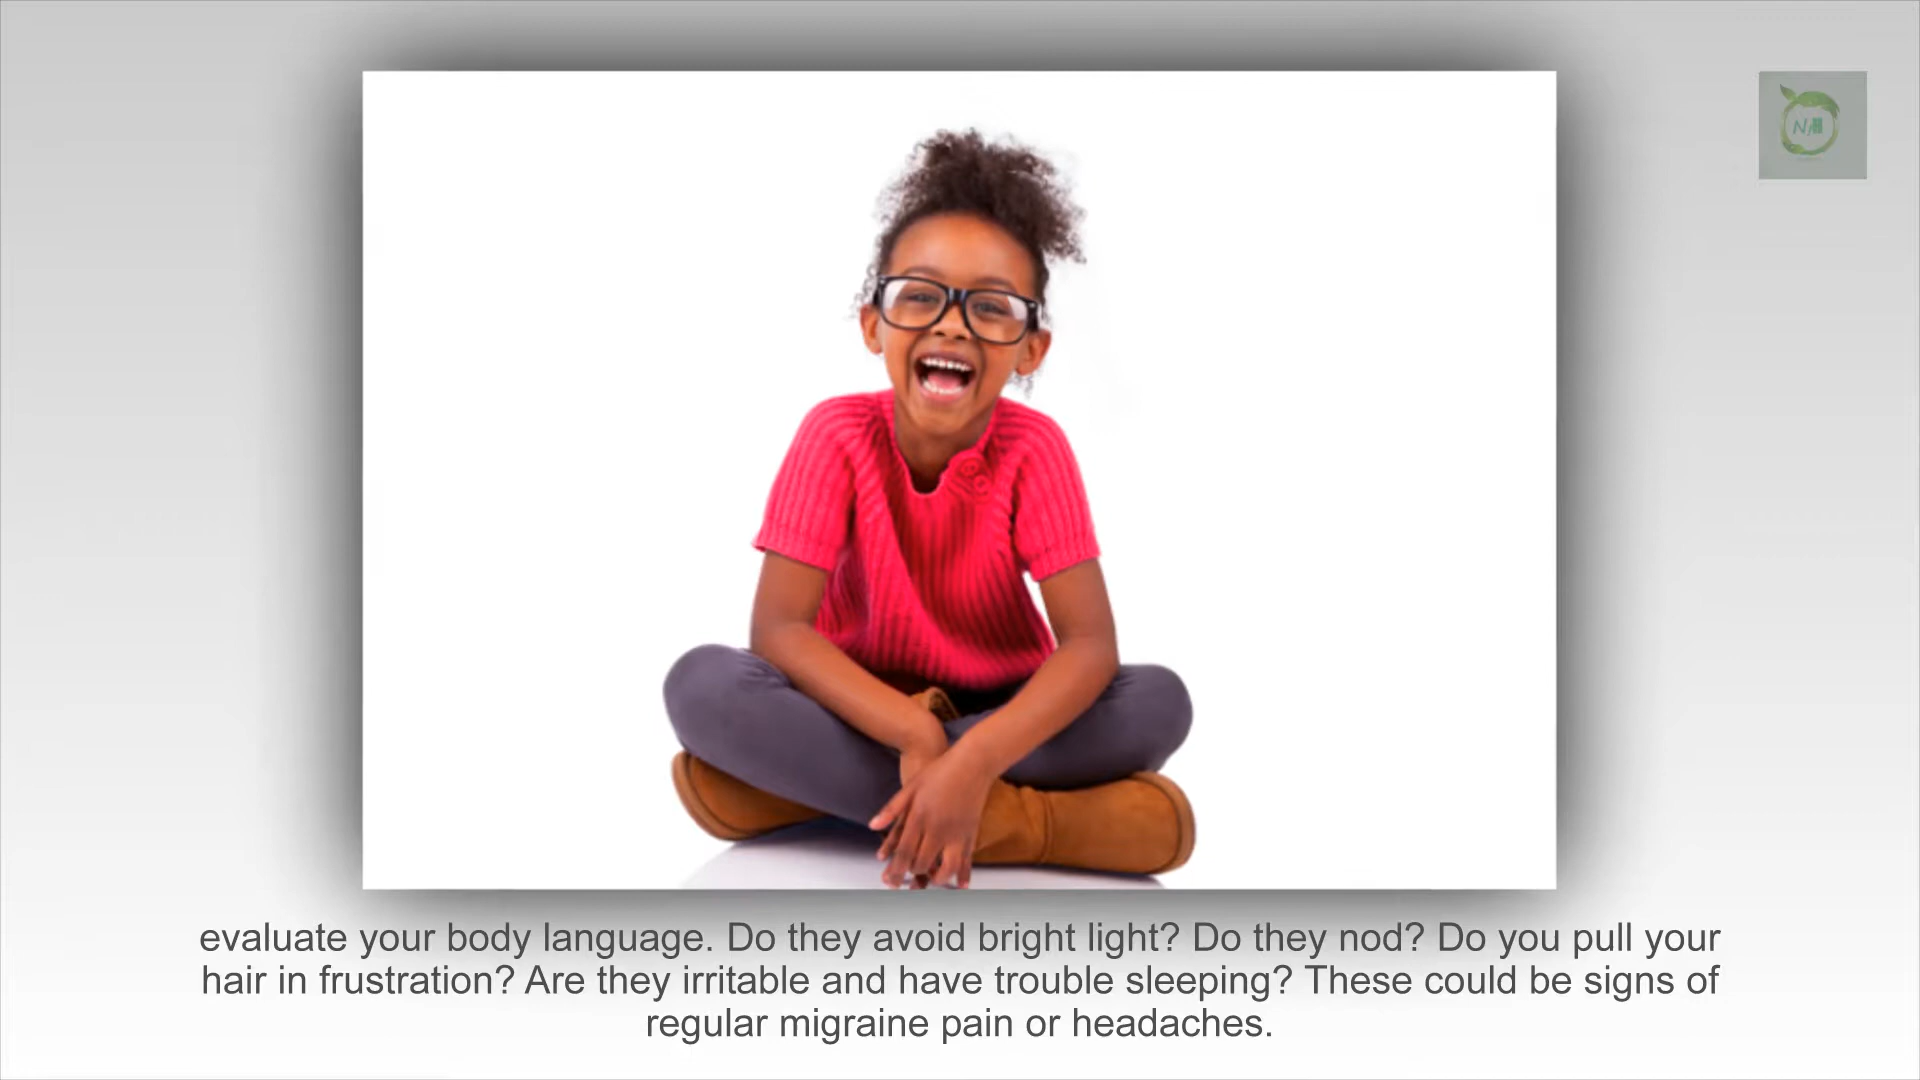 evaluate your body language. Do they avoid bright light? Do they nod? Do you pull your
hair in frustration? Are they irritable and have trouble sleeping? These could be signs of
regular migraine pain or headaches.